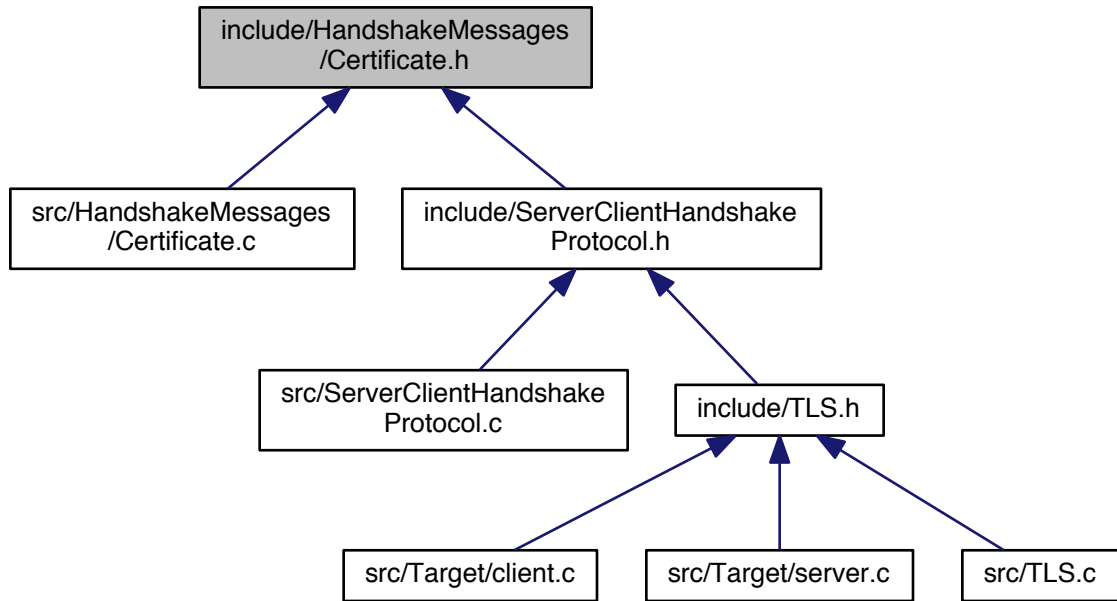 include/HandshakeMessages
/Certificate.h
src/HandshakeMessages
/Certificate.c
include/ServerClientHandshake
Protocol.h
src/ServerClientHandshake
Protocol.c
include/TLS.h
src/Target/client.c
src/Target/server.c
src/TLS.c